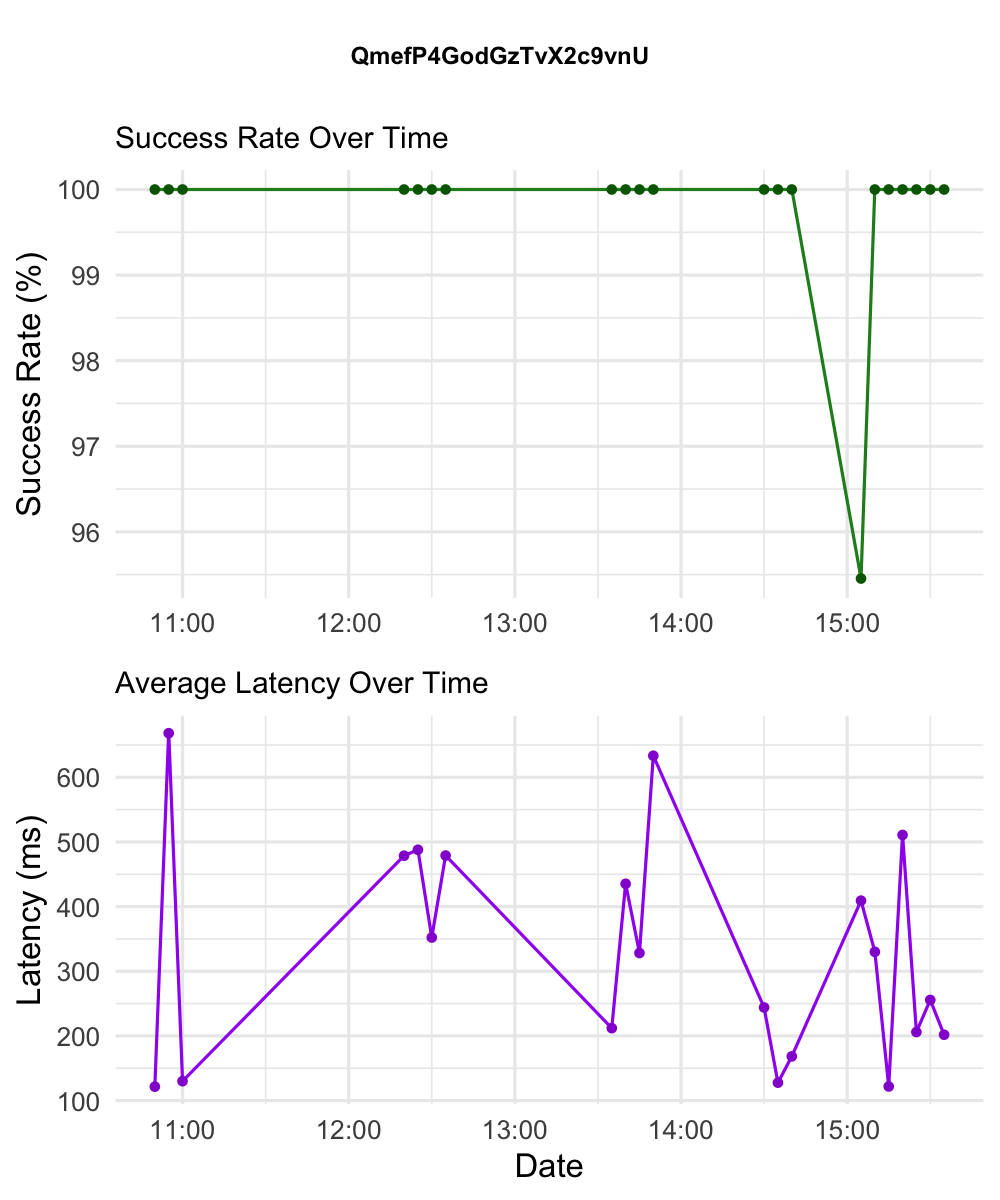 QmefP4GodGzTvX2c9vnU
Success Rate Over Time
100
99
98
97
96
Success Rate (%)
11:00 12:00 13:00 14:00 15:00
Average Latency Over Time
600
500
400
300
200
100
Latency (ms)
11:00 12:00 13:00 14:00 15:00
Date